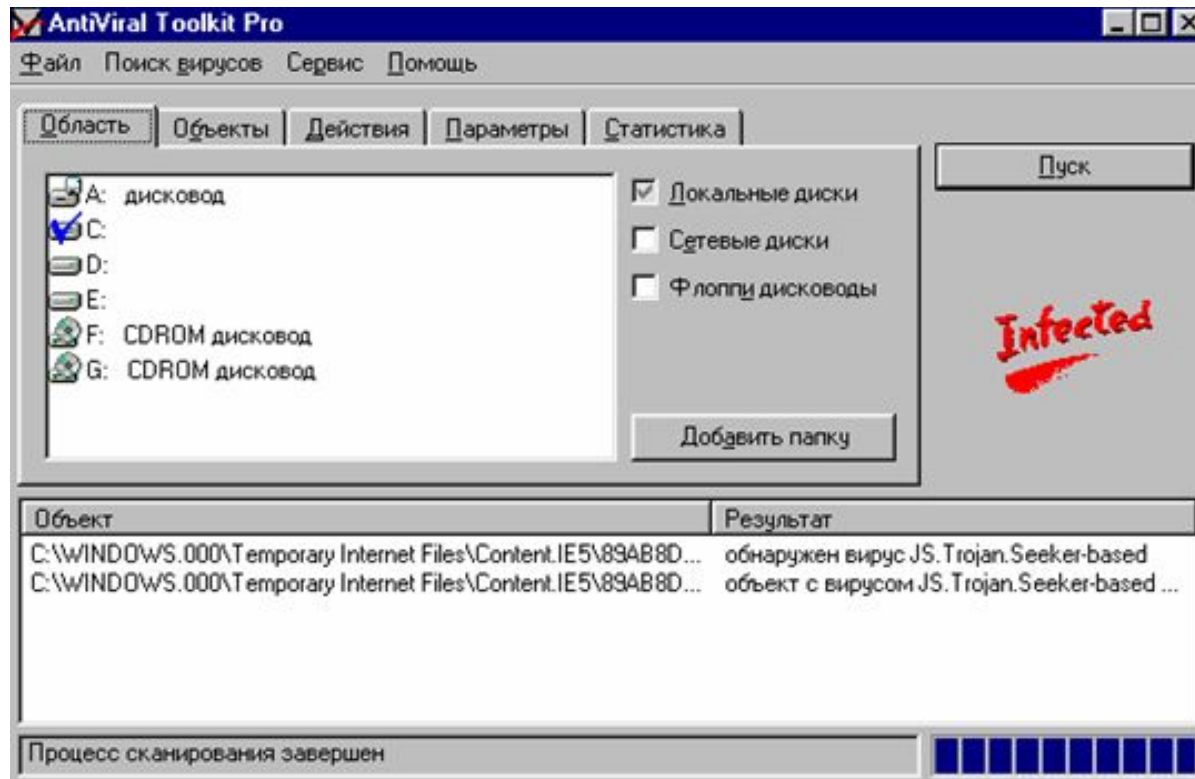 AntiViral Toolkit Pro
Файл Поиск вирусов Сервис Помощь
Область Объекты Действия Параметры Статистика
Пуск
A: дисковод
C:
D:
E:
F: CDROM дисковод
G: CDROM дисковод
Локальные диски
Сетевые диски
Флоппи дисководы
Добавить папку
Infected
Объект Результат
C:\WINDOWS.000\Temporary Internet Files\Content.IE5\89AB8D... обнаружен вирус JS.Trojan.Seeker-based
C:\WINDOWS.000\Temporary Internet Files\Content.IE5\89AB8D... объект с вирусом JS.Trojan.Seeker-based ...
Процесс сканирования завершен